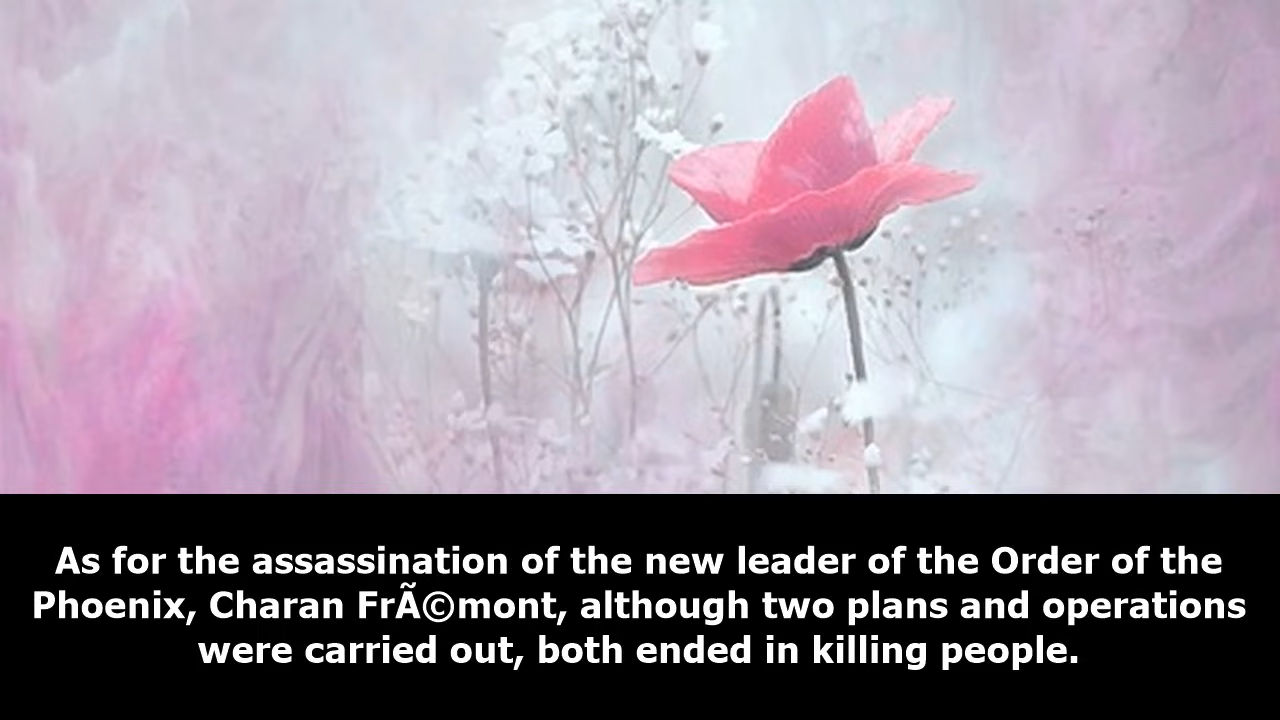 As for the assassination of the new leader of the Order of the
Phoenix, Charan FrÃ©mont, although two plans and operations
were carried out, both ended in killing people.